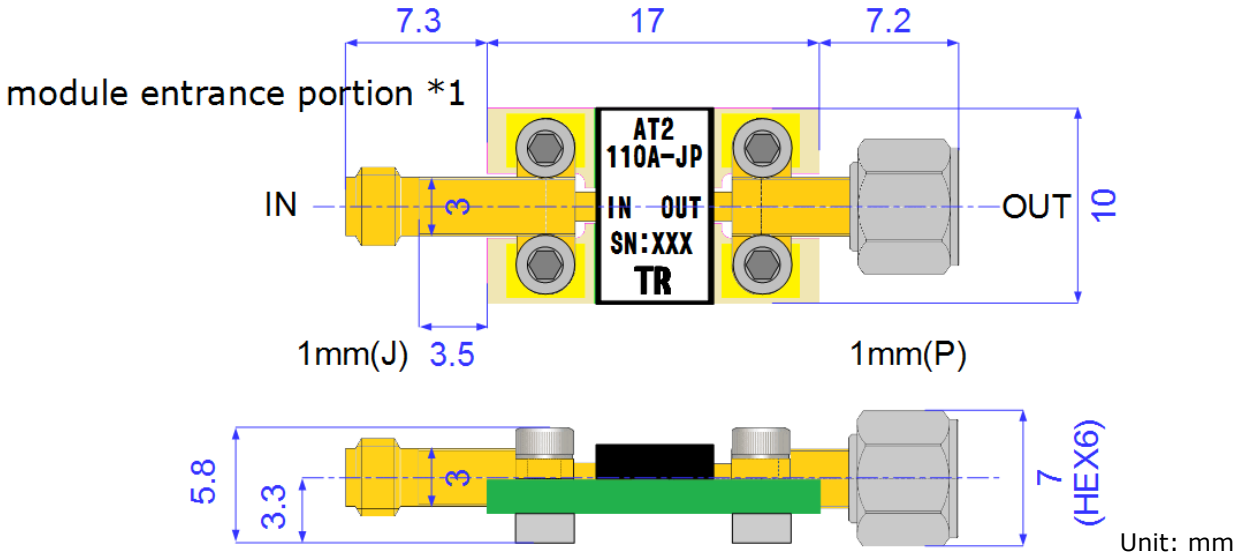 7.3 17 7.2
module entrance portion *1
AT2
110A-JP
IN 3 IN OUT OUT 10
SN:XXX
TR
1mm(J) 3.5 1mm(P)
5.8 3.3 3 7
(HEX6)
Unit: mm